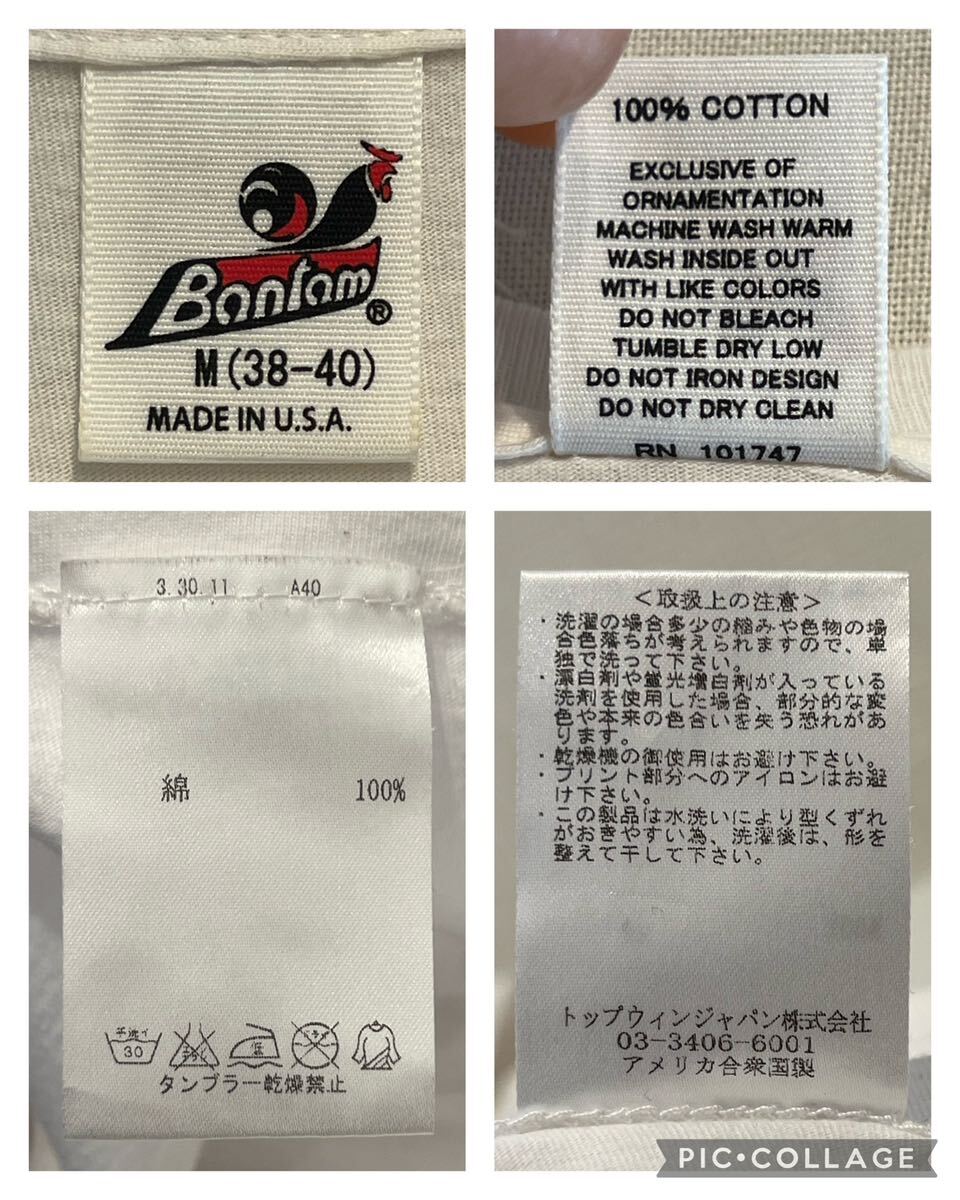 Bantam®
M (38-40)
MADE IN U.S.A.
100% COTTON
EXCLUSIVE OF
ORNAMENTATION
MACHINE WASH WARM
WASH INSIDE OUT
WITH LIKE COLORS
DO NOT BLEACH
TUMBLE DRY LOW
DO NOT IRON DESIGN
DO NOT DRY CLEAN
RN 101747
3. 30. 11 A40
綿 100%
手洗イ
30
エンソサラシ
低
ドライ
タンブラー乾燥禁止
<取扱上の注意>
・洗濯の場合多少の縮みや色物の場
合色落ちが考えられますので、単
独で洗って下さい。
・漂白剤や蛍光増白剤が入っている
洗剤を使用した場合、部分的な変
色や本来の色合いを失う恐れがあ
ります。
・乾燥機の御使用はお避け下さい。
・プリント部分へのアイロンはお避
け下さい。
・この製品は水洗いにより型くずれ
がおきやすい為、洗濯後は、形を
整えて干して下さい。
トップウィンジャパン株式会社
03-3406-6001
アメリカ合衆国製
PIC•COLLAGE